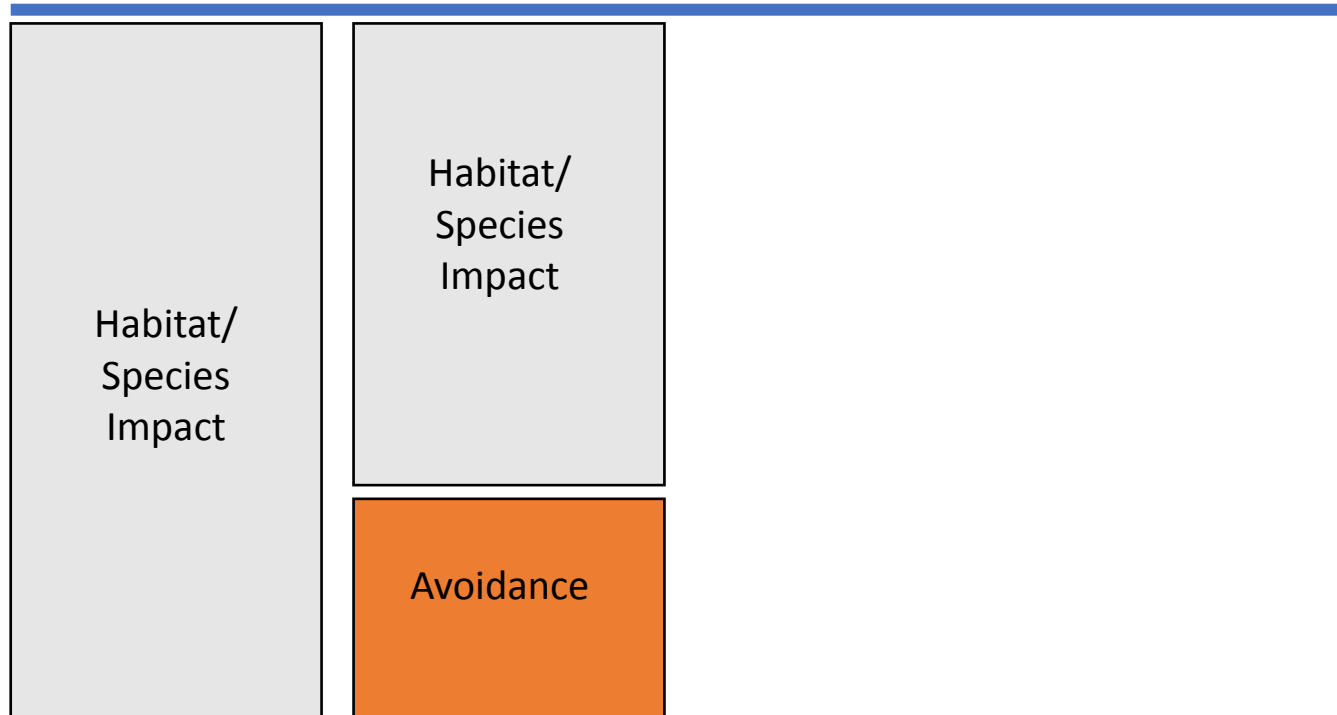 Habitat/
Species
Impact
Habitat/
Species
Impact
Avoidance